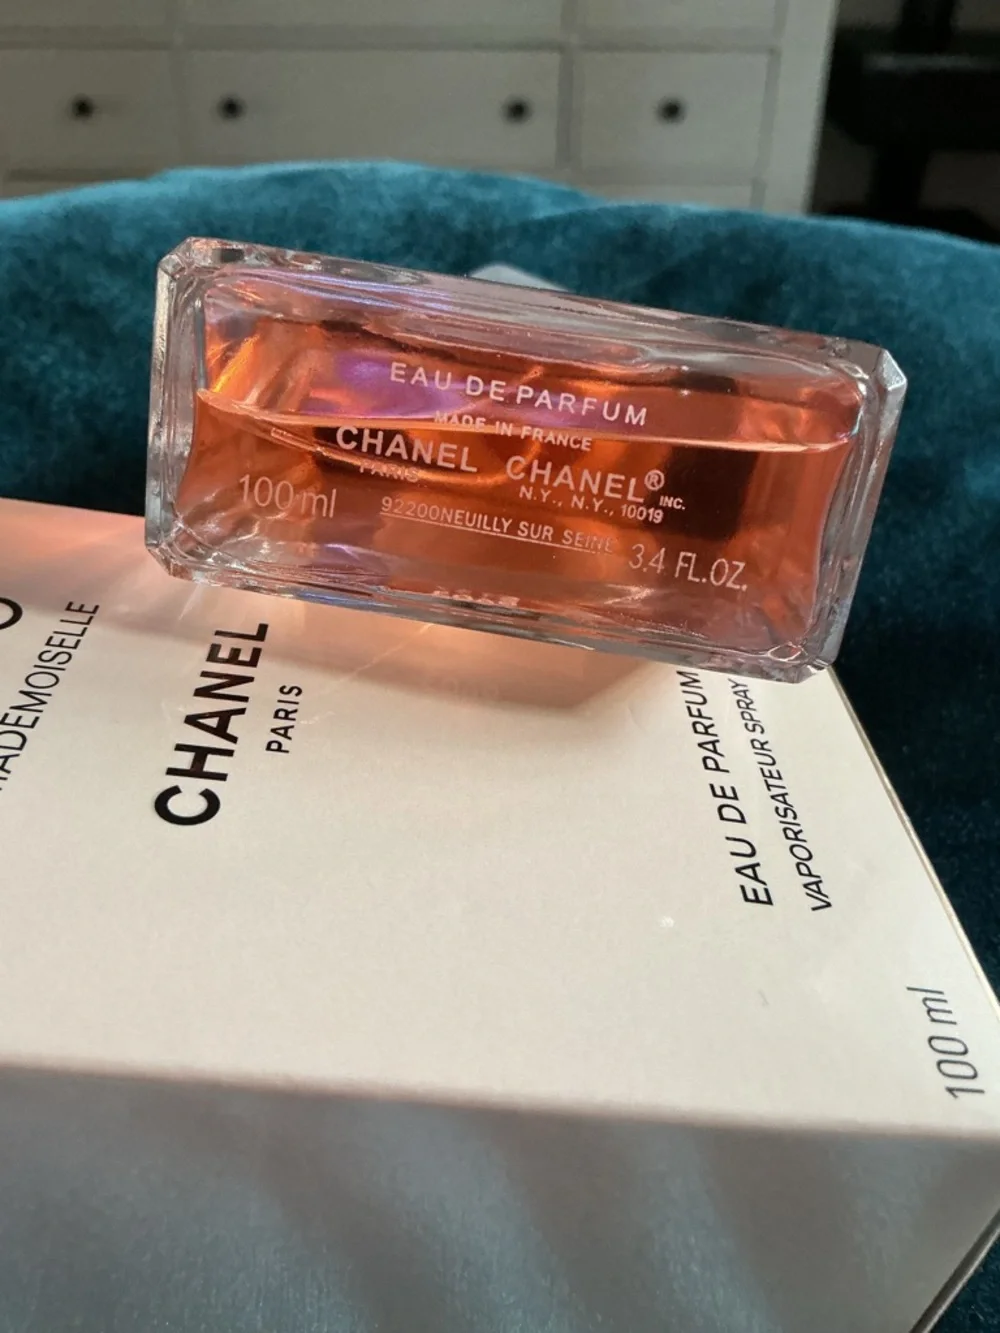 EAU DE PARFUM
MADE IN FRANCE
CHANEL CHANEL®
PARIS N.Y., N.Y., 10019 INC.
100 ml 92200NEUILLY SUR SEINE 3.4 FL.OZ.
MADEMOISELLE
CHANEL
PARIS
EAU DE PARFUM
VAPORISATEUR SPRAY
100 ml